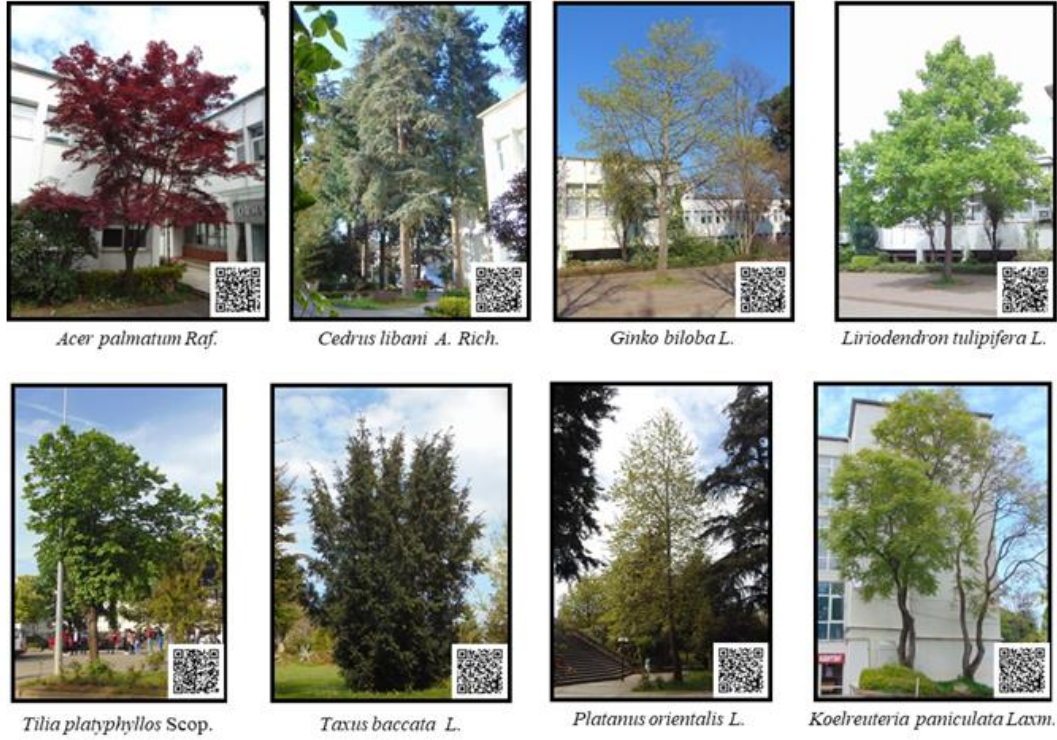 Acer palmatum Raf.
Cedrus libani A. Rich.
Ginko biloba L.
Liriodendron tulipifera L.
Tilia platyphyllos Scop.
Taxus baccata L.
Platanus orientalis L.
Koelreuteria paniculata Laxm.